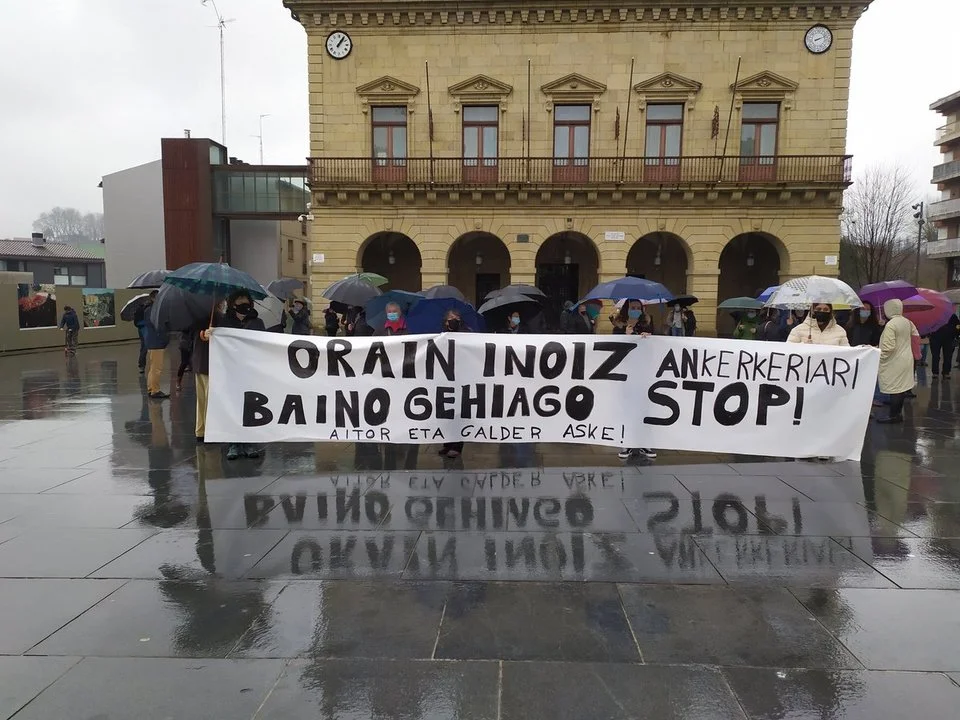 ORAIN INOIZ ANKERKERIARI
BAINO GEHIAGO STOP!
AITOR ETA GALDER ASKE!